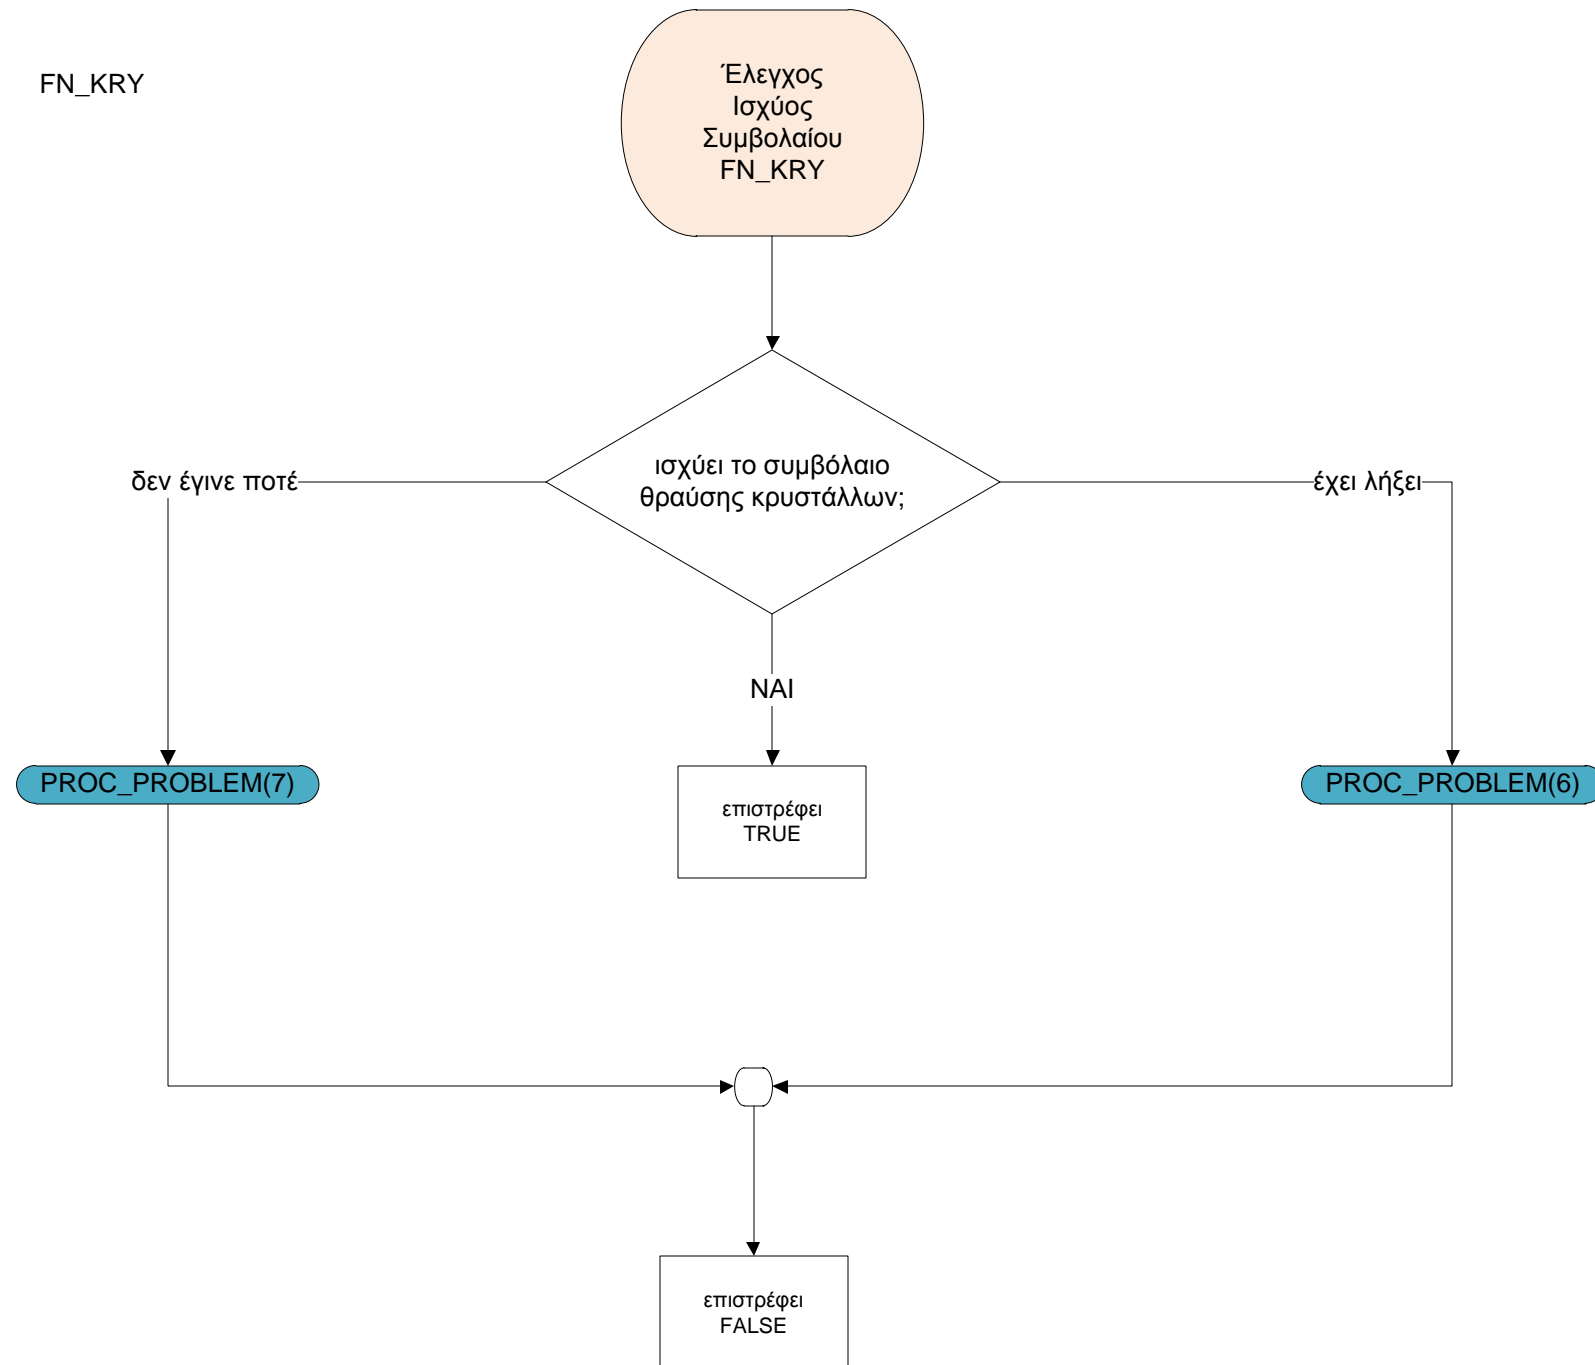 FN_KRY
Έλεγχος
Ισχύος
Συμβολαίου
FN_KRY
ισχύει το συμβόλαιο
θραύσης κρυστάλλων;
δεν έγινε ποτέ
έχει λήξει
ΝΑΙ
PROC_PROBLEM(7)
επιστρέφει
TRUE
PROC_PROBLEM(6)
επιστρέφει
FALSE